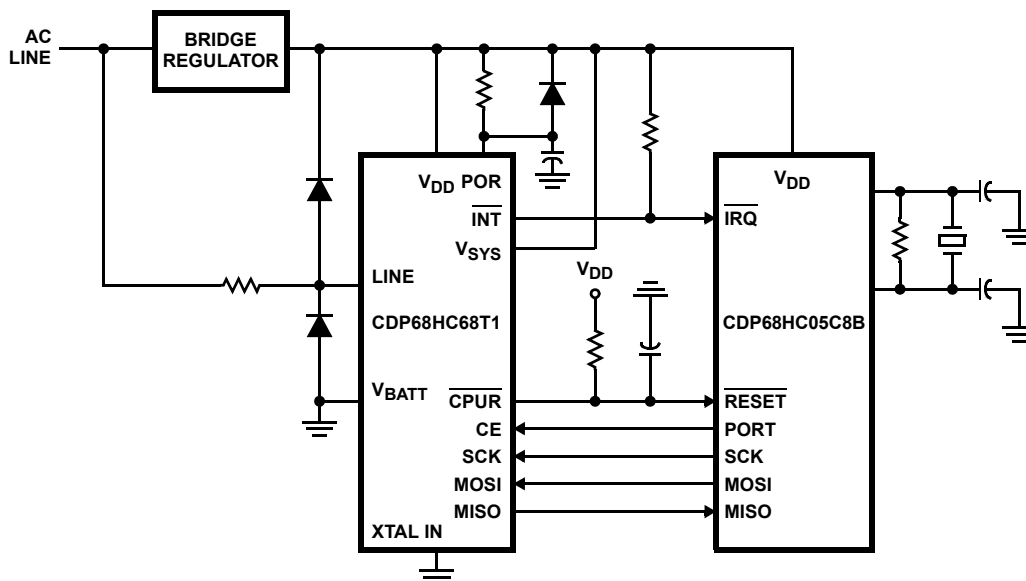 AC
LINE
BRIDGE
REGULATOR
VDD POR
INT
VSYS
LINE
CDP68HC68T1
VBATT
CPUR
CE
SCK
MOSI
MISO
XTAL IN
VDD
VDD
IRQ
CDP68HC05C8B
RESET
PORT
SCK
MOSI
MISO